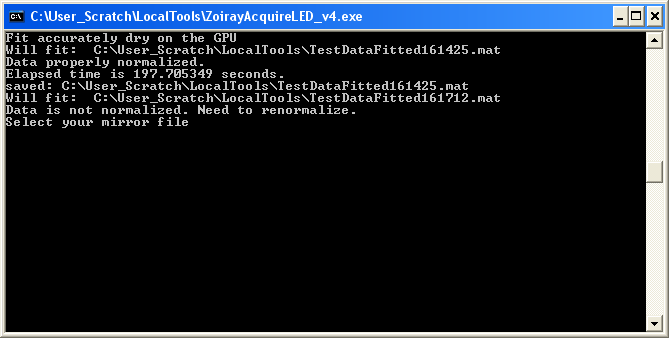 C:\User_Scratch\LocalTools\ZoirayAcquireLED_v4.exe
Fit accurately dry on the GPU
Will fit:  C:\User_Scratch\LocalTools\TestDataFitted161425.mat
Data properly normalized.
Elapsed time is 197.705349 seconds.
saved: C:\User_Scratch\LocalTools\TestDataFitted161425.mat
Will fit:  C:\User_Scratch\LocalTools\TestDataFitted161712.mat
Data is not normalized. Need to renormalize.
Select your mirror file